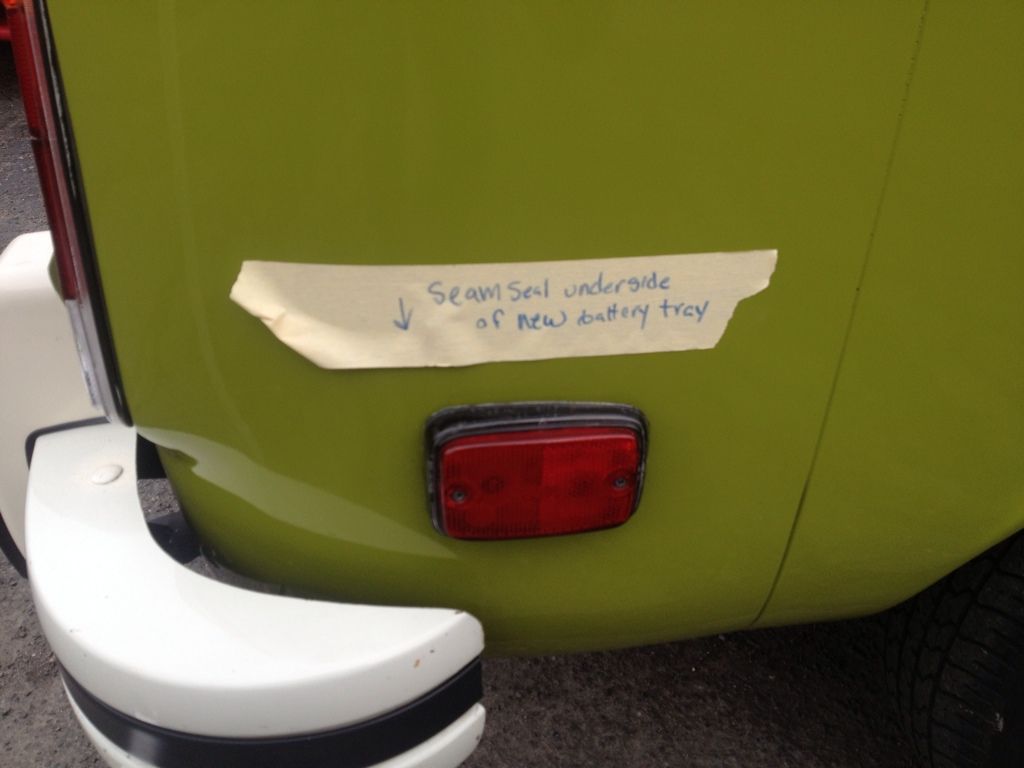 ↓ Seam Seal underside
of new battery tray